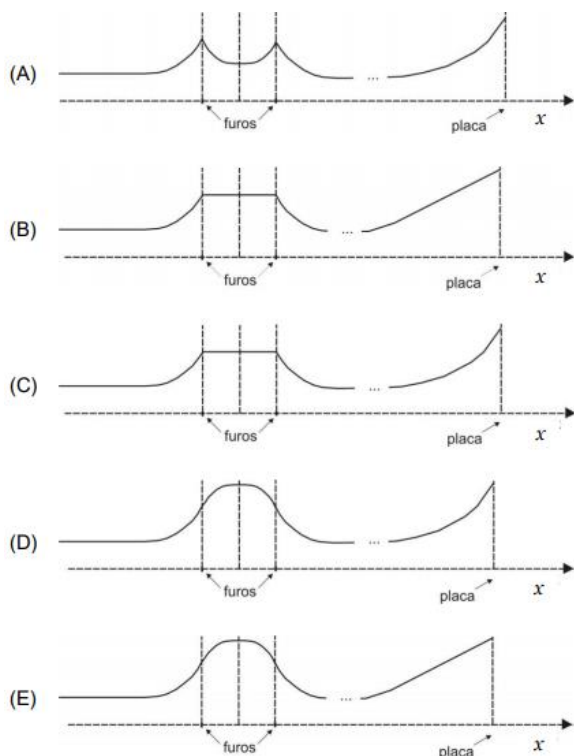 (A)
...
furos placa x
(B)
...
furos placa x
(C)
...
furos placa x
(D)
...
furos placa x
(E)
...
furos placa x